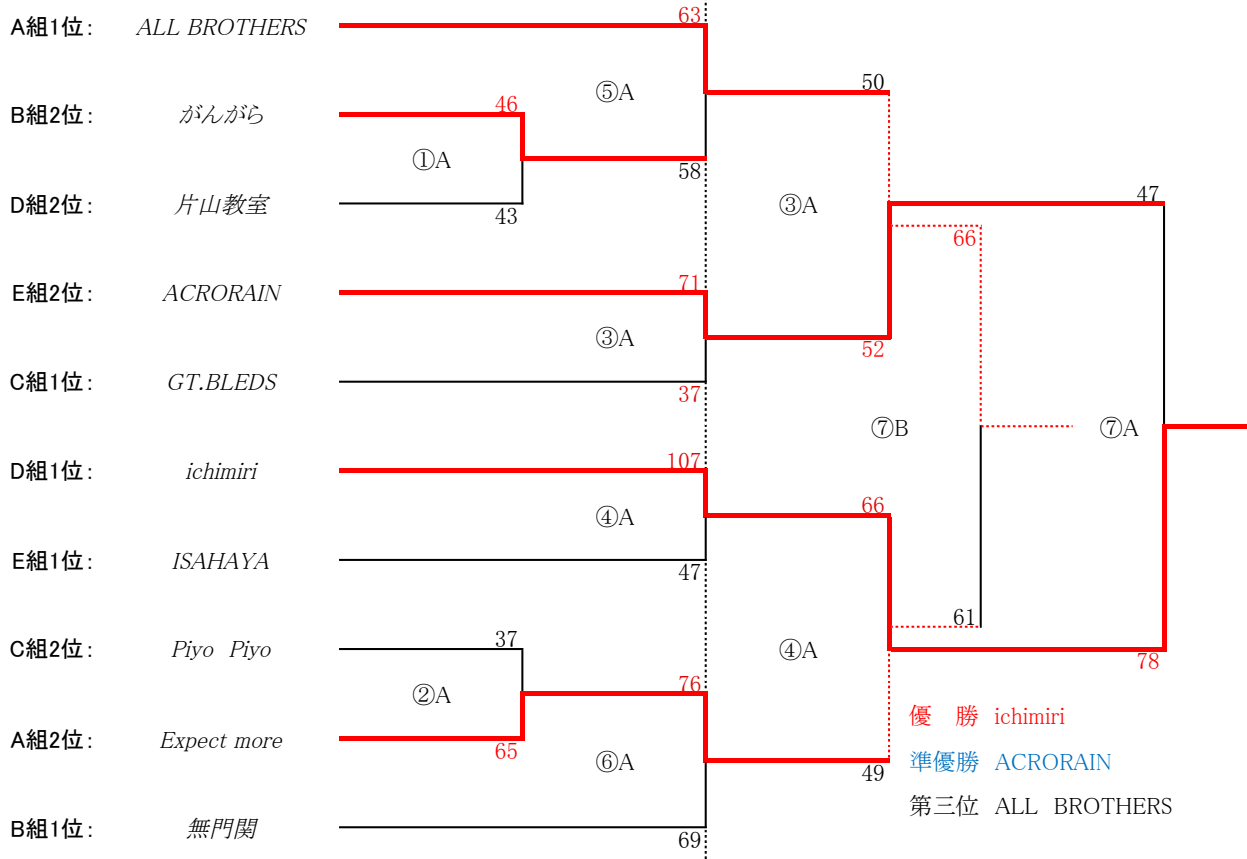 63
A組1位： ALL BROTHERS
50
⑤A
46
B組2位： がんがら
①A
58
47
D組2位： 片山教室
43
③A
66
71
E組2位： ACRORAIN
③A
52
C組1位： GT.BLEDS
37
⑦B
⑦A
107
D組1位： ichimiri
66
④A
E組1位： ISAHAYA
47
61
37
C組2位： Piyo Piyo
④A
78
76
②A
優　勝 ichimiri
A組2位： Expect more
65
⑥A
準優勝 ACRORAIN
49
第三位 ALL BROTHERS
B組1位： 無門関
69